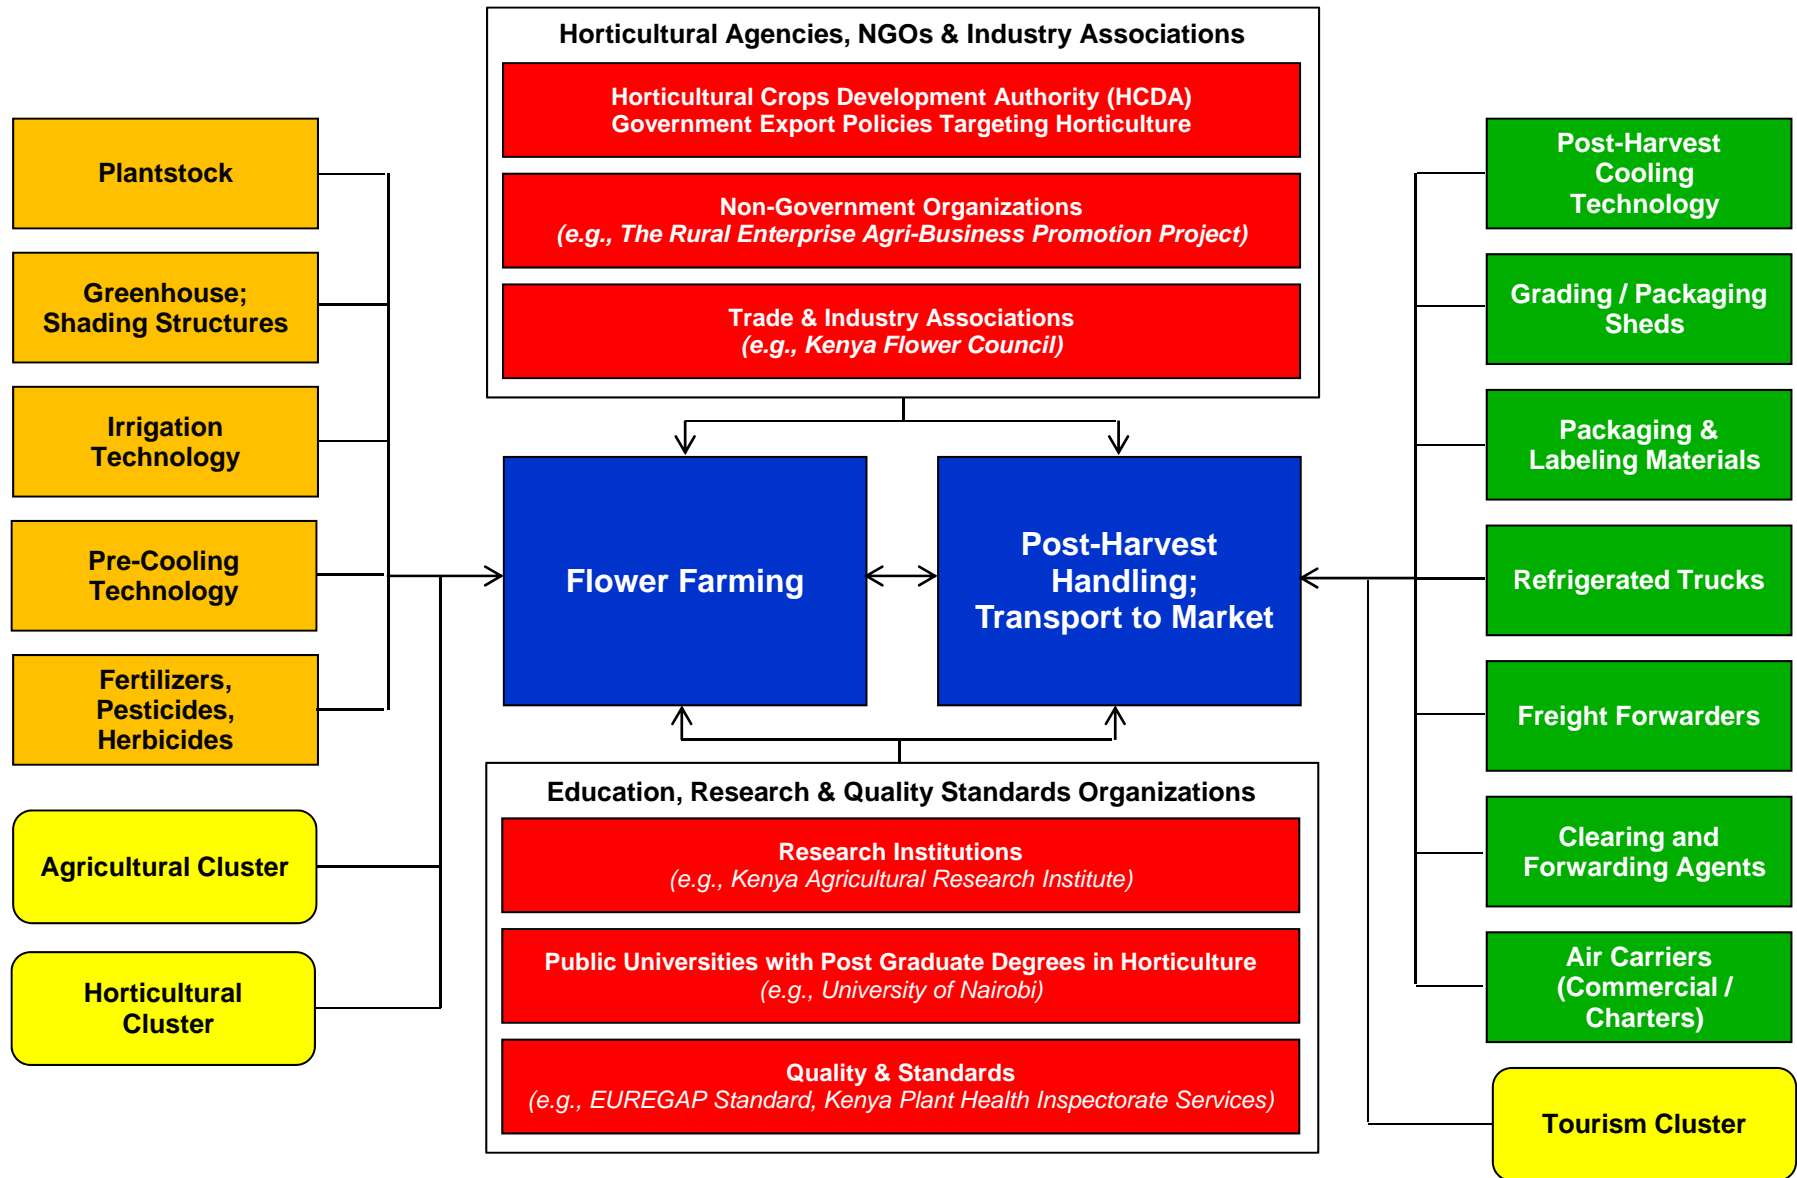 Horticultural Agencies, NGOs & Industry Associations
Horticultural Crops Development Authority (HCDA)
Government Export Policies Targeting Horticulture
Non-Government Organizations
(e.g., The Rural Enterprise Agri-Business Promotion Project)
Trade & Industry Associations
(e.g., Kenya Flower Council)
Plantstock
Greenhouse;
Shading Structures
Irrigation
Technology
Pre-Cooling
Technology
Fertilizers,
Pesticides,
Herbicides
Agricultural Cluster
Horticultural
Cluster
Flower Farming
Post-Harvest
Handling;
Transport to Market
Education, Research & Quality Standards Organizations
Research Institutions
(e.g., Kenya Agricultural Research Institute)
Public Universities with Post Graduate Degrees in Horticulture
(e.g., University of Nairobi)
Quality & Standards
(e.g., EUREGAP Standard, Kenya Plant Health Inspectorate Services)
Post-Harvest
Cooling
Technology
Grading / Packaging
Sheds
Packaging &
Labeling Materials
Refrigerated Trucks
Freight Forwarders
Clearing and
Forwarding Agents
Air Carriers
(Commercial /
Charters)
Tourism Cluster